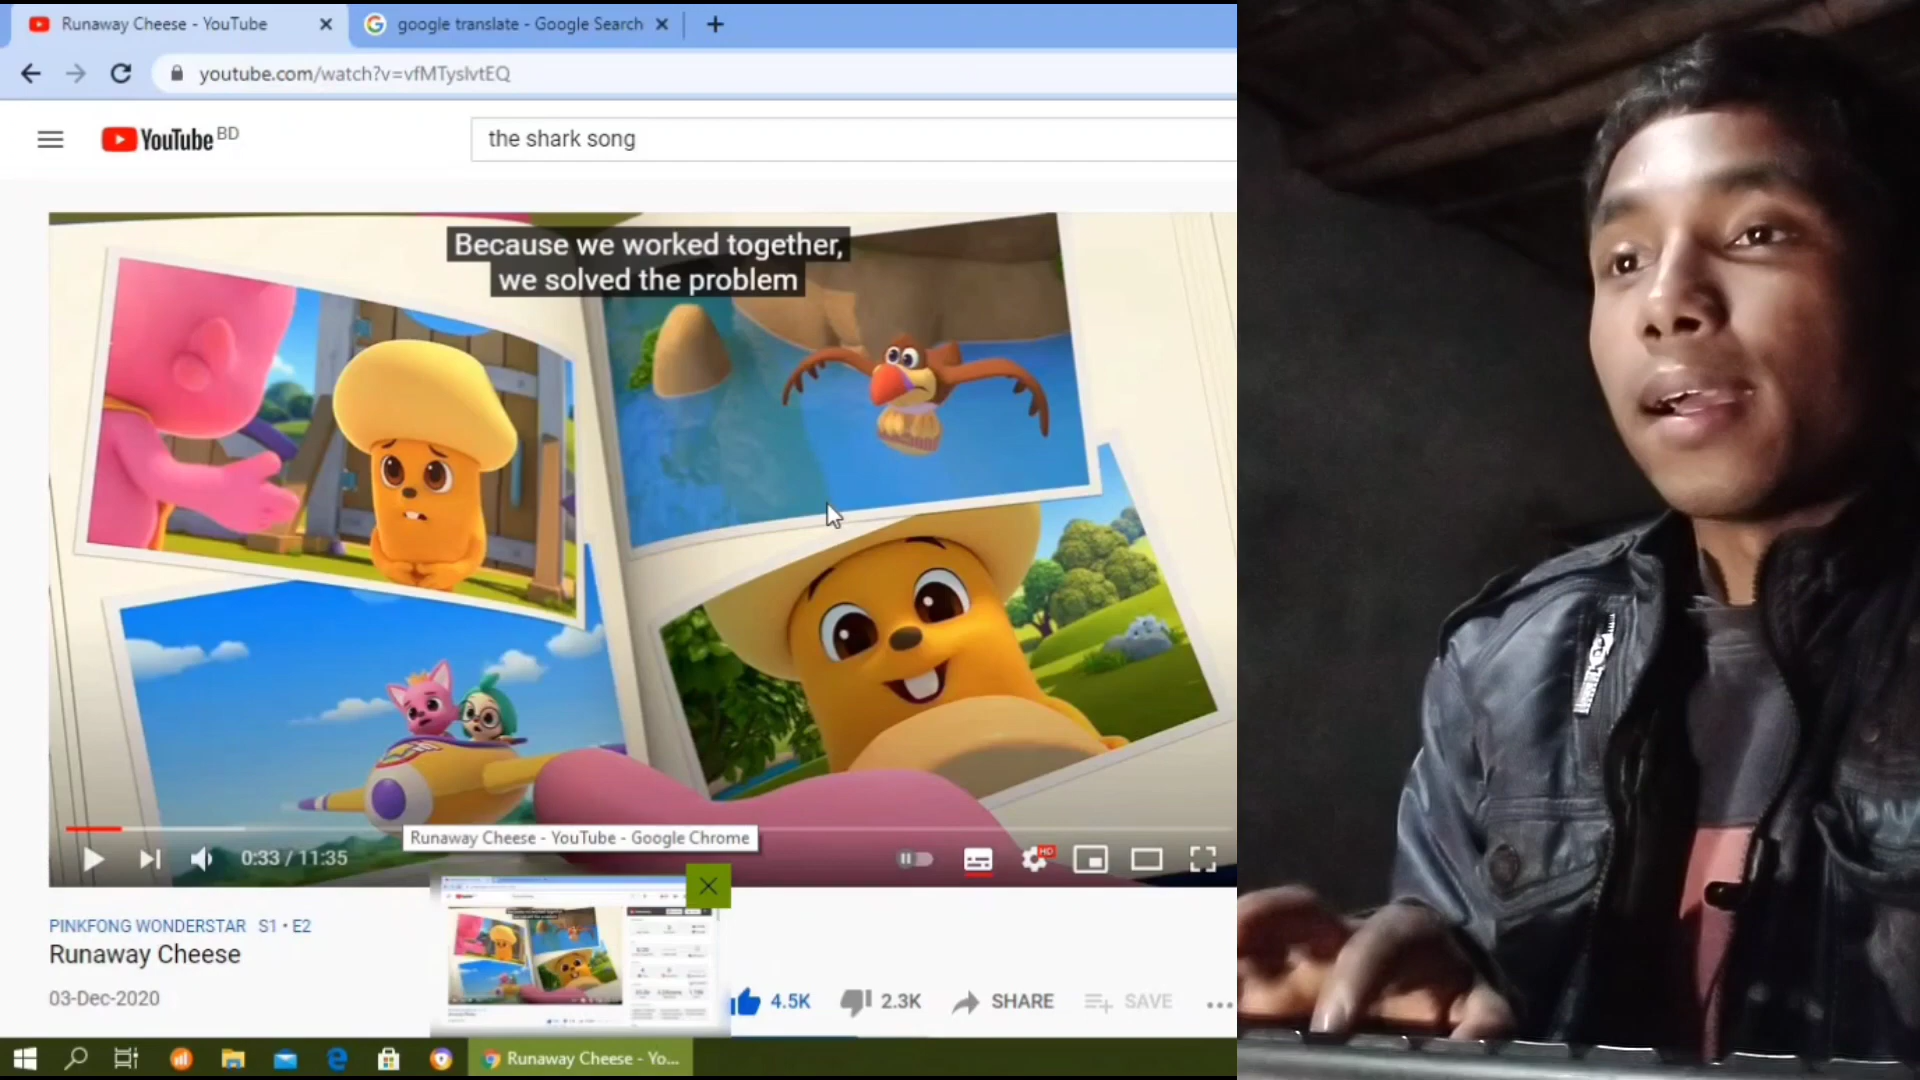 Runaway Cheese - YouTube
google translate - Google Search
youtube.com/watch?v=vfMTyslvtEQ
YouTube BD
the shark song
Because we worked together,
we solved the problem
Runaway Cheese - YouTube - Google Chrome
0:33 / 11:35
HD
PINKFONG WONDERSTAR S1 • E2
Runaway Cheese
03-Dec-2020
4.5K
2.3K
SHARE
SAVE
Runaway Cheese - Yo...